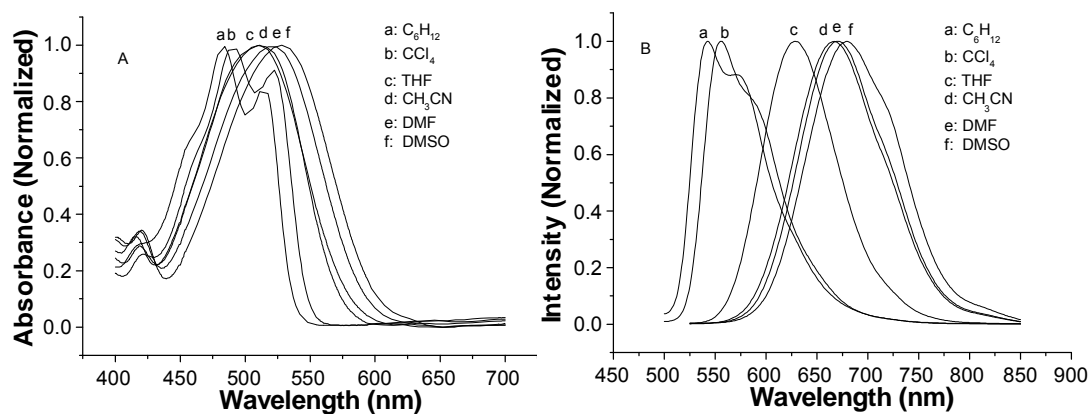 a b c d e f
A
a: C₆H₁₂
b: CCl₄
c: THF
d: CH₃CN
e: DMF
f: DMSO
1.0
0.8
0.6
0.4
0.2
0.0
Absorbance (Normalized)
400 450 500 550 600 650 700
Wavelength (nm)
a b c d e f
B
a: C₆H₁₂
b: CCl₄
c: THF
d: CH₃CN
e: DMF
f: DMSO
1.0
0.8
0.6
0.4
0.2
0.0
Intensity (Normalized)
450 500 550 600 650 700 750 800 850 900
Wavelength (nm)